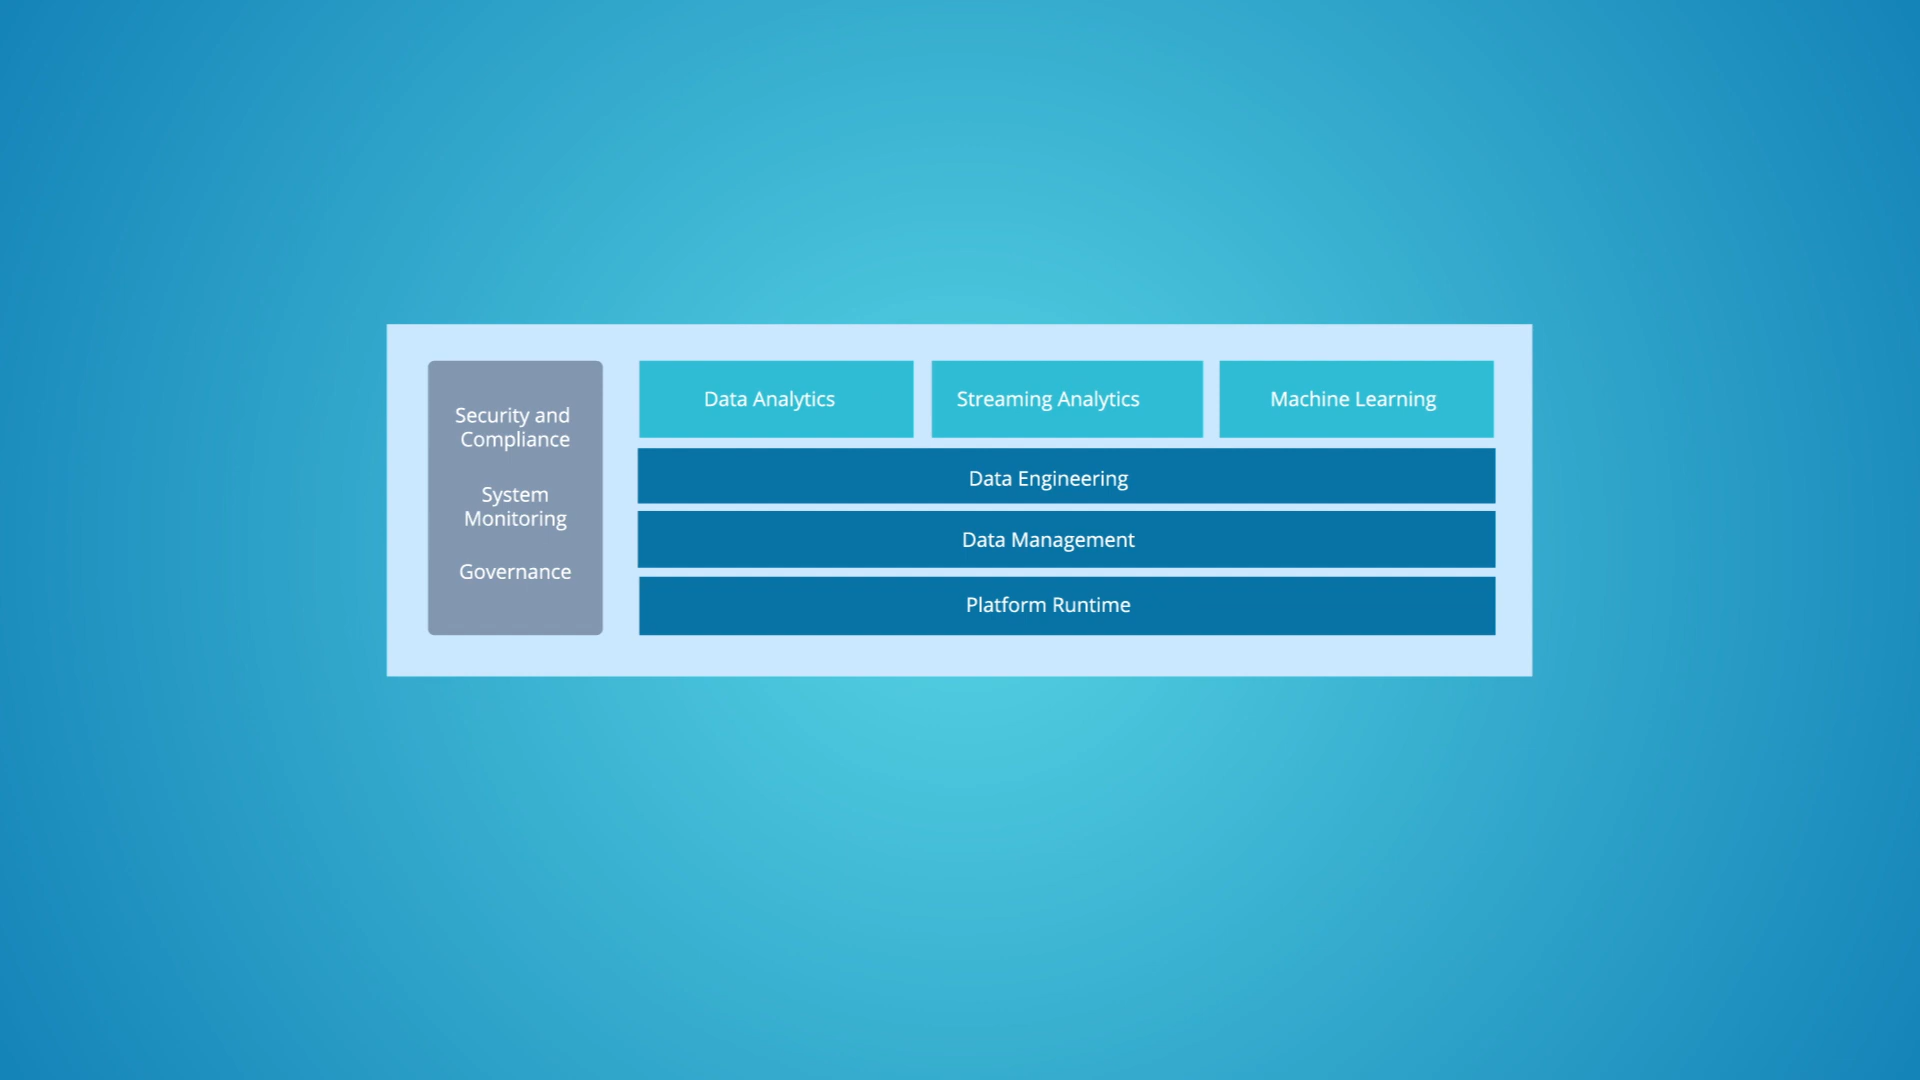 Security and
Compliance
System
Monitoring
Governance
Data Analytics
Streaming Analytics
Machine Learning
Data Engineering
Data Management
Platform Runtime